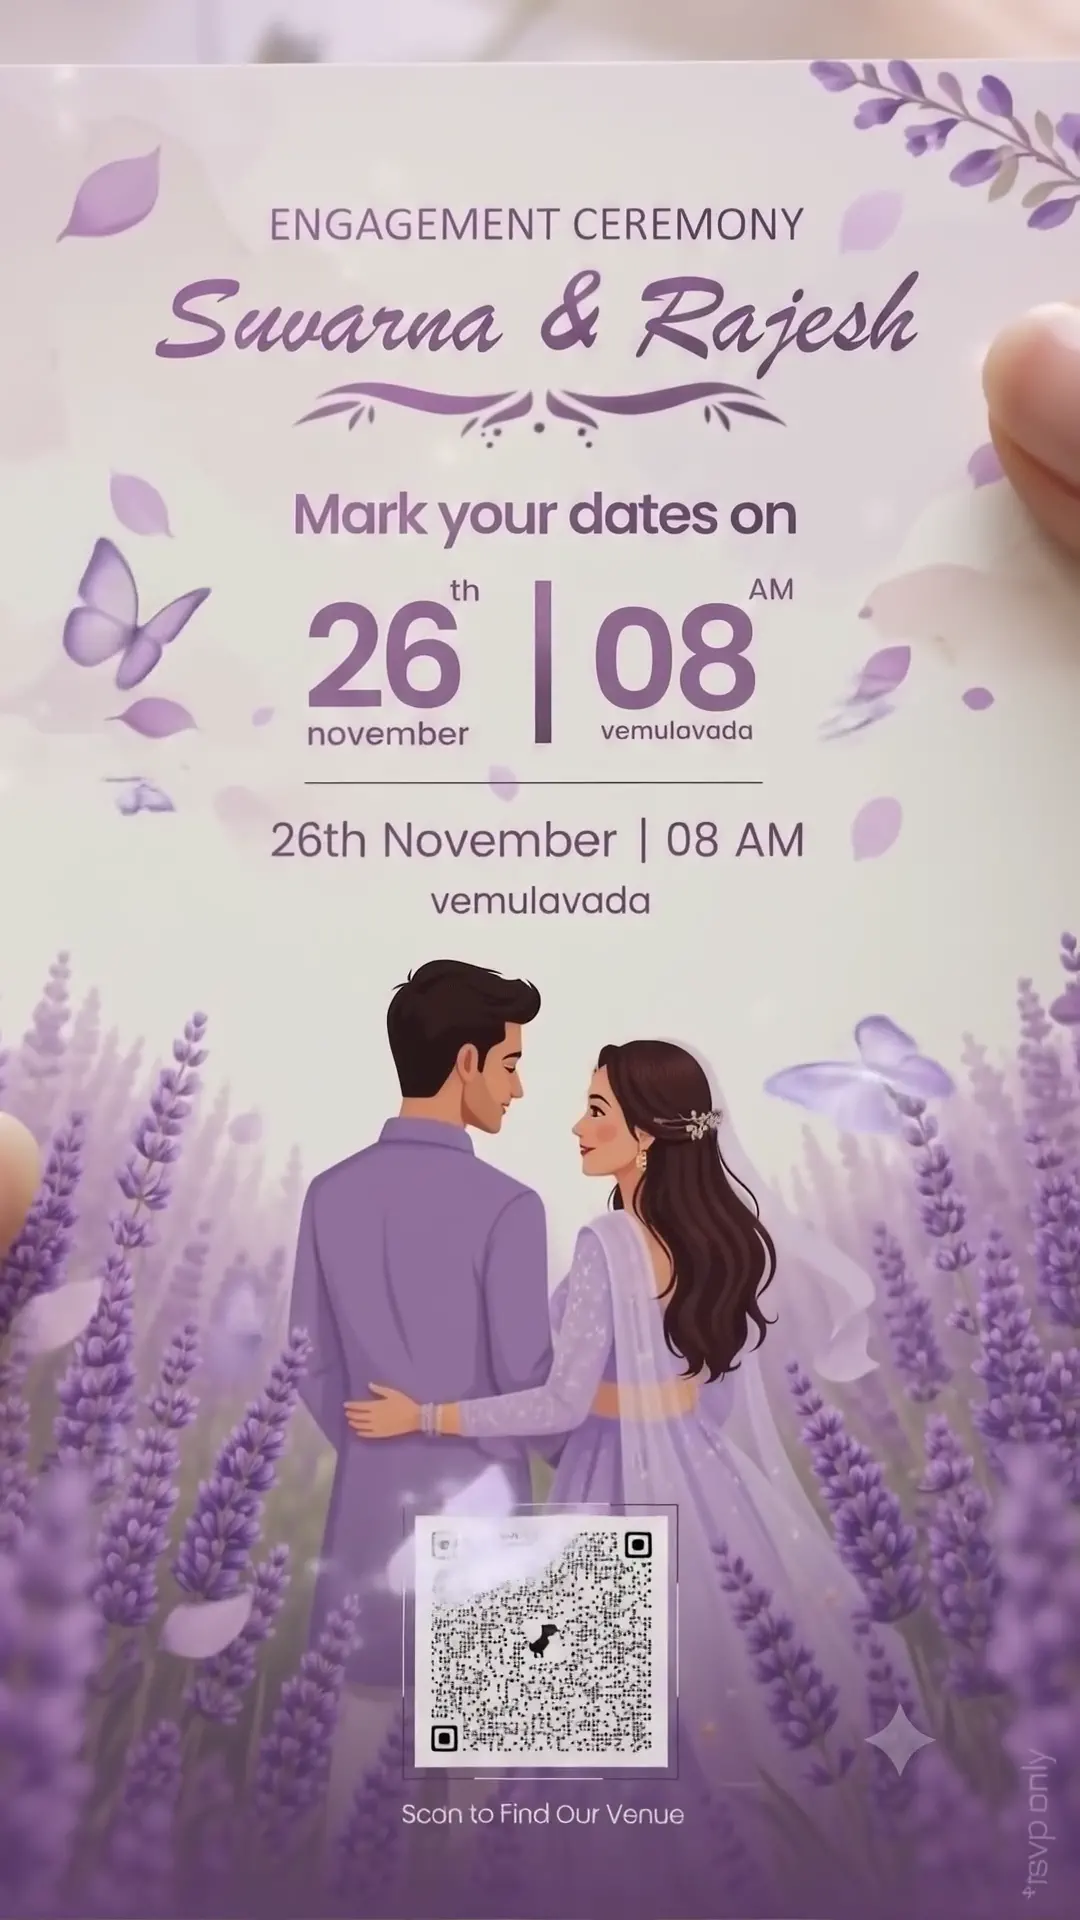 ENGAGEMENT CEREMONY
Suvarna & Rajesh
Mark your dates on
26th | 08 AM
november vemulavada
26th November | 08 AM
vemulavada
Scan to Find Our Venue
*rsvp only